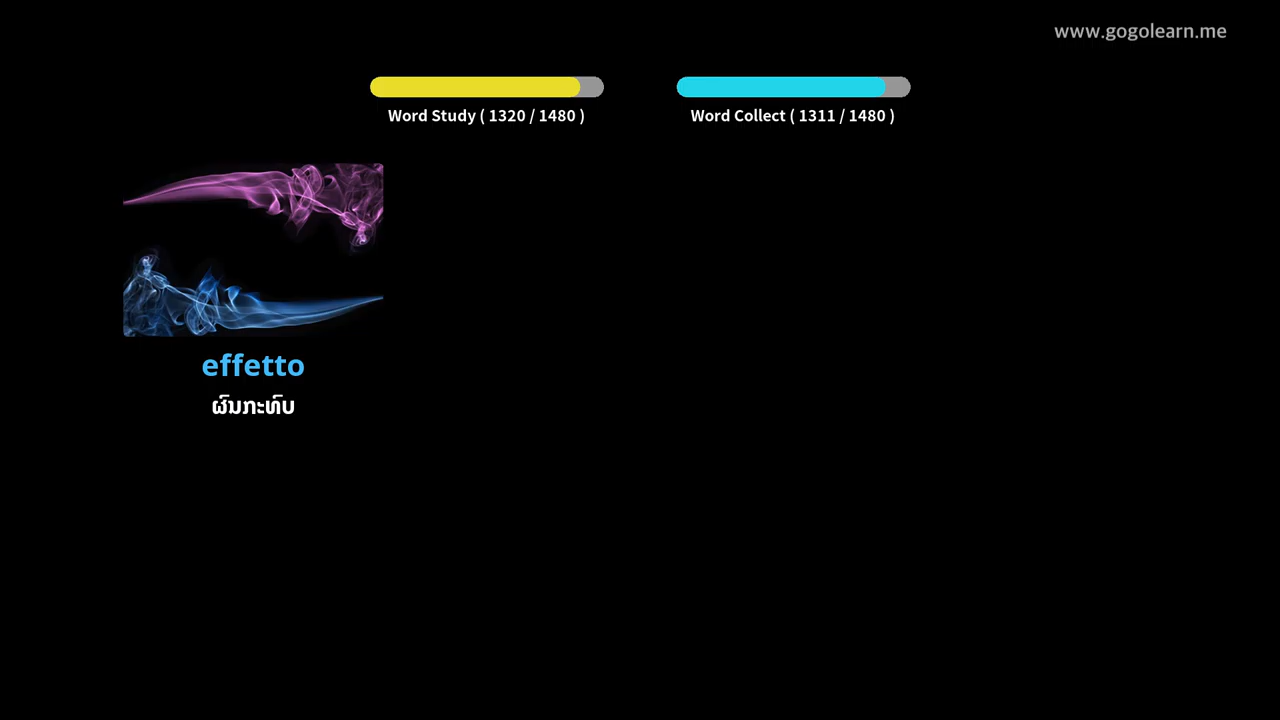 www.gogolearn.me
Word Study ( 1320 / 1480 )
Word Collect ( 1311 / 1480 )
effetto
ຜົນກະທົບ